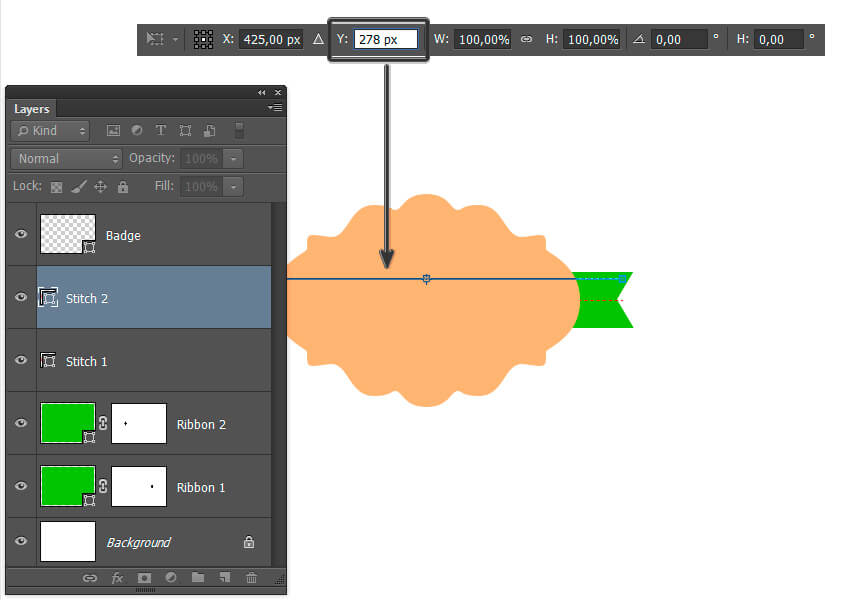 X: 425,00 px Y: 278 px W: 100,00% H: 100,00% 0,00 ° H: 0,00 °
Layers
Kind
Normal Opacity: 100%
Lock: Fill: 100%
Badge
Stitch 2
Stitch 1
Ribbon 2
Ribbon 1
Background
fx